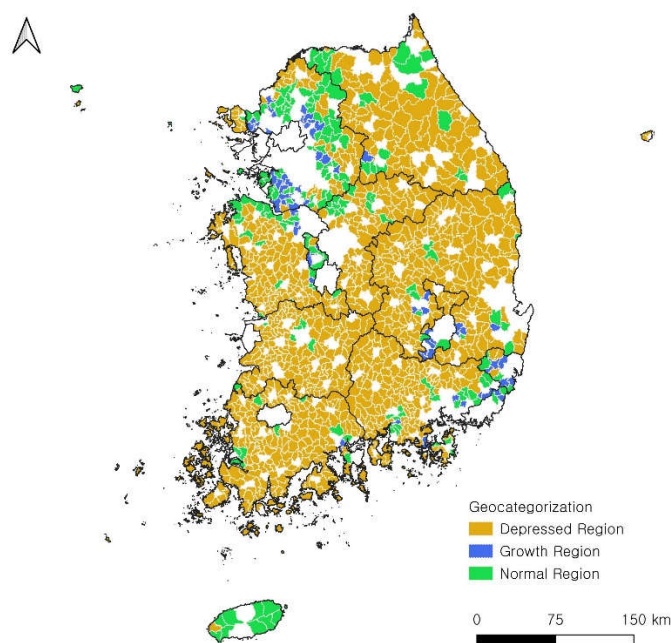 Geocategorization
Depressed Region
Growth Region
Normal Region
0 75 150 km